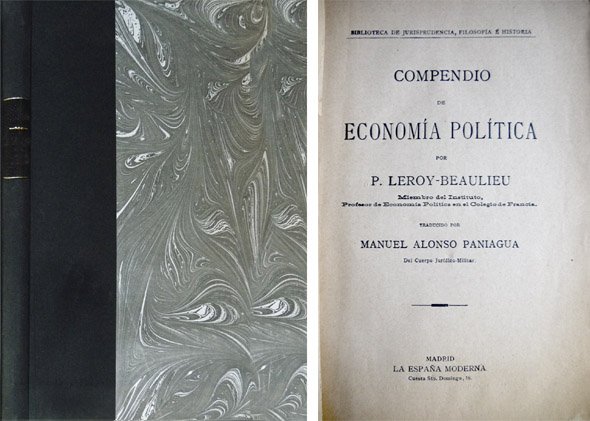 BIBLIOTECA DE JURISPRUDENCIA, FILOSOFÍA É HISTORIA
COMPENDIO
DE
ECONOMÍA POLÍTICA
POR
P. LEROY-BEAULIEU
Miembro del Instituto,
Profesor de Economía Política en el Colegio de Francia.
TRADUCIDO POR
MANUEL ALONSO PANIAGUA
Del Cuerpo Jurídico-Militar.
MADRID
LA ESPAÑA MODERNA
Cuesta Sto. Domingo, 16.